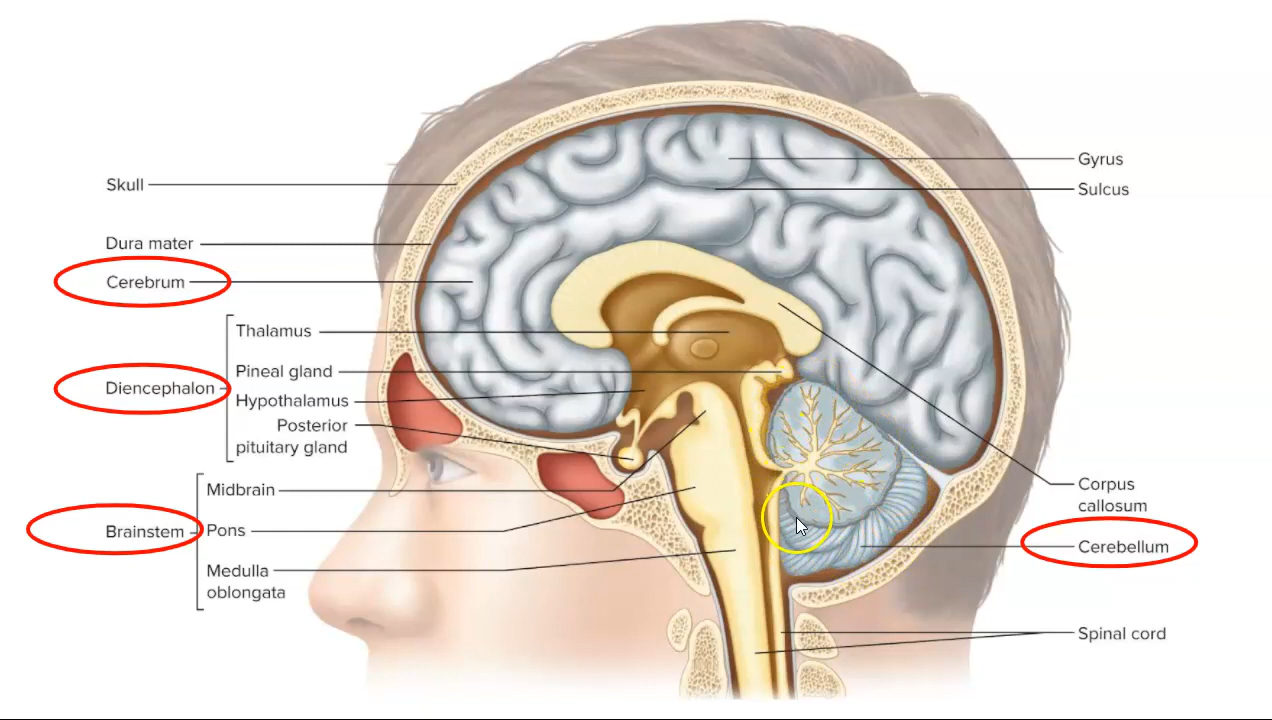 Skull
Dura mater
Cerebrum
Diencephalon
Thalamus
Pineal gland
Hypothalamus
Posterior
pituitary gland
Brainstem
Midbrain
Pons
Medulla
oblongata
Gyrus
Sulcus
Corpus
callosum
Cerebellum
Spinal cord